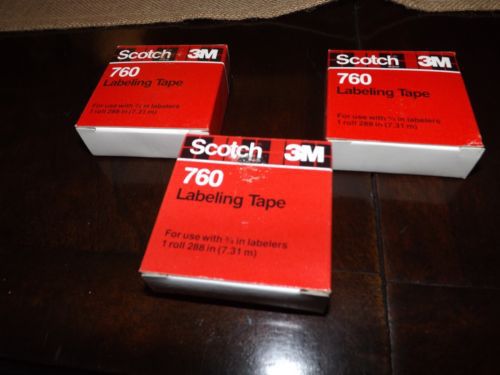 Scotch 3M
760
Labeling Tape
For use with ⅜ in labelers
1 roll 288 in (7.31 m)
Scotch 3M
760
Labeling Tape
For use with ⅜ in labelers
1 roll 288 in (7.31 m)
Scotch 3M
760
Labeling Tape
For use with ⅜ in labelers
1 roll 288 in (7.31 m)